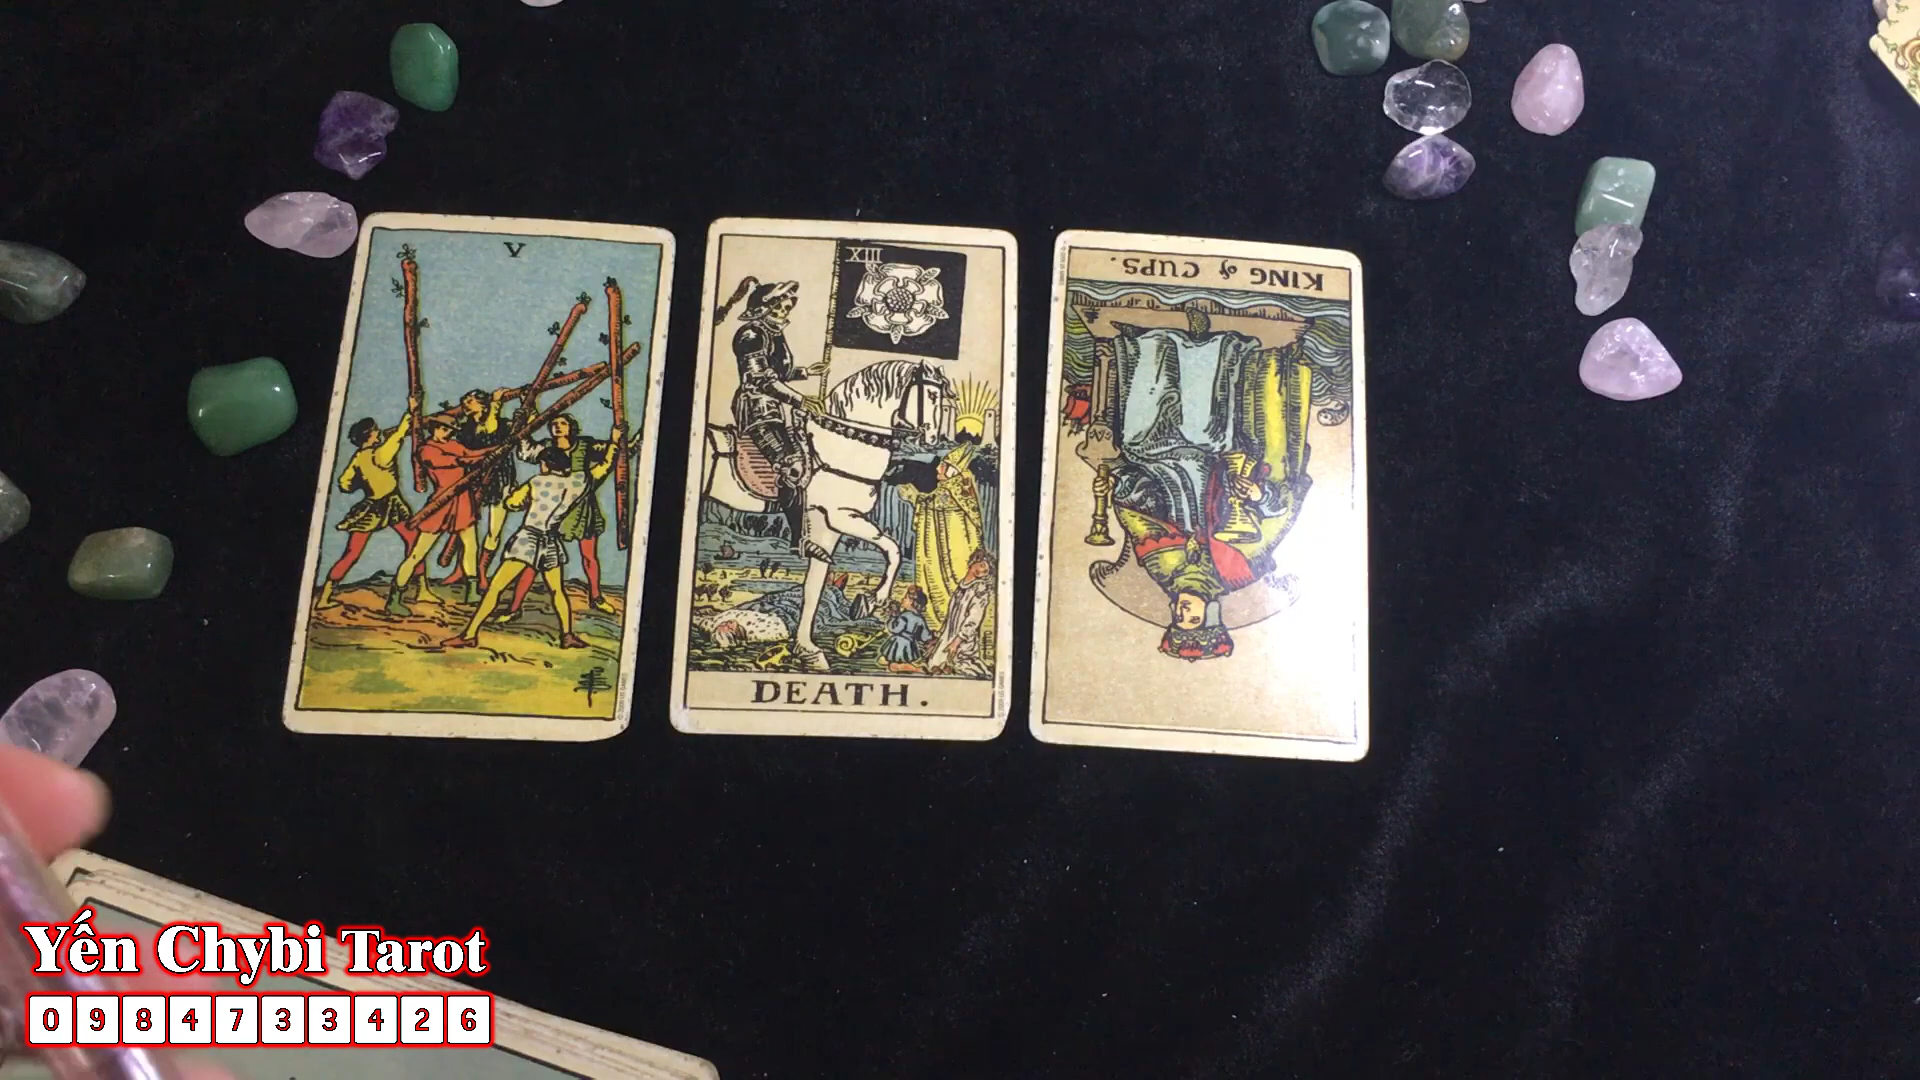 V
XIII
DEATH.
KING of CUPS.
Yến Chybi Tarot
0984733426